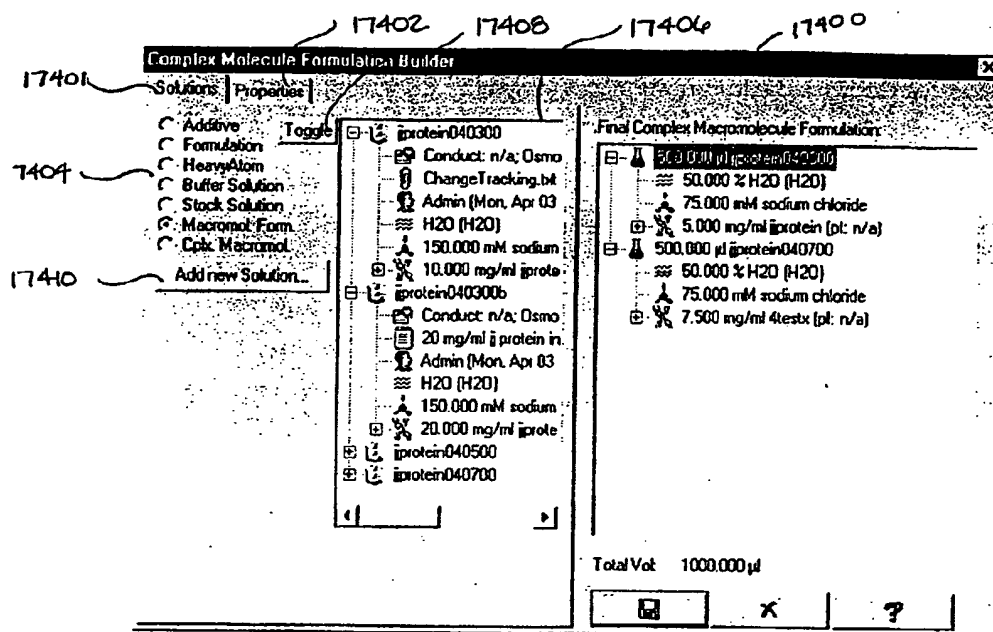 17402 17408 17406 17400
Complex Molecule Formulation Builder
17401
Solutions Properties
Additive
Toggle
Formulation
HeavyAtom
7404
Buffer Solution
Stock Solution
Macromol Form.
Cplx. Macromol.
17410
Add new Solution...
jjprotein040300
Conduct: n/a; Osmo
ChangeTracking.txt
Admin (Mon, Apr 03
H2O (H2O)
150.000 mM sodium
10.000 mg/ml jjprote
jjprotein040300b
Conduct: n/a; Osmo
20 mg/ml jj protein in
Admin (Mon, Apr 03
H2O (H2O)
150.000 mM sodium
20.000 mg/ml jjprote
jjprotein040500
jjprotein040700
Final Complex Macromolecule Formulation:
50.000 % H2O (H2O)
75.000 mM sodium chloride
5.000 mg/ml jjprotein (pI: n/a)
500.000 µl jjprotein040700
50.000 % H2O (H2O)
75.000 mM sodium chloride
7.500 mg/ml 4testx (pI: n/a)
Total Vol: 1000.000 µl
?